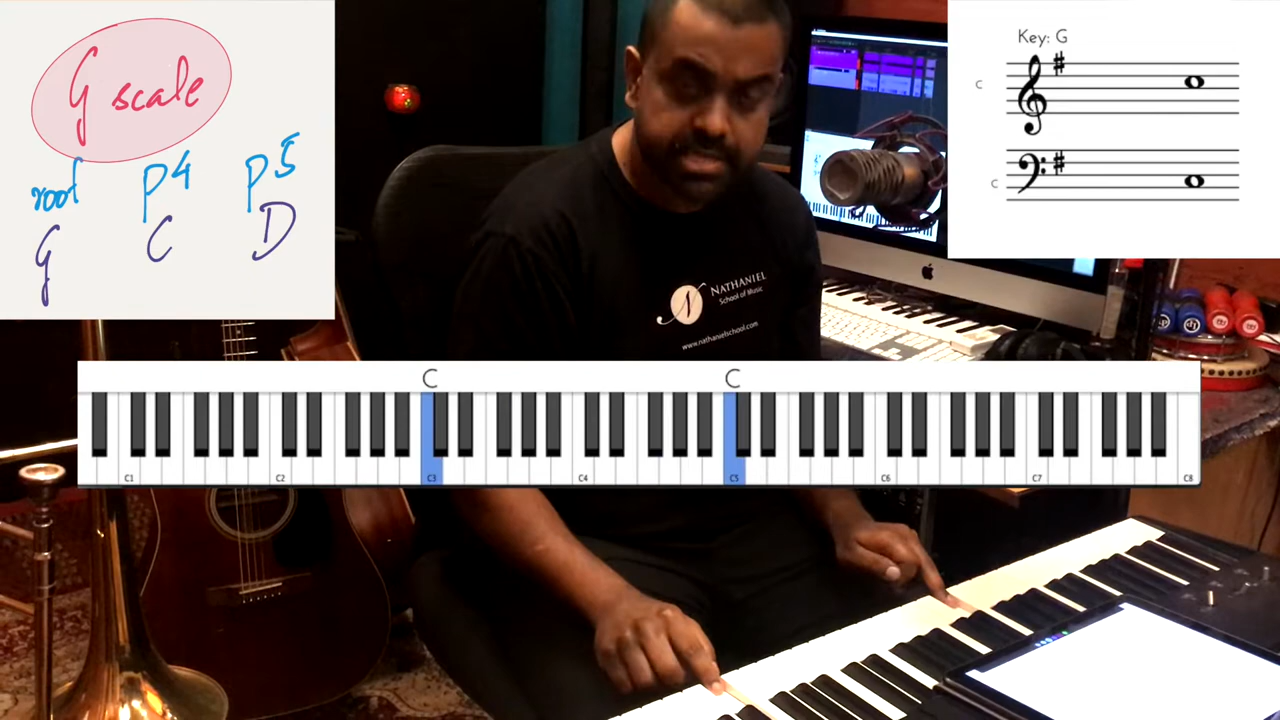 G scale
root P4 P5
G C D
Key: G
C
C
NATHANIEL
School of Music
www.nathanielschool.com
C C
C1 C2 C3 C4 C5 C6 C7 C8